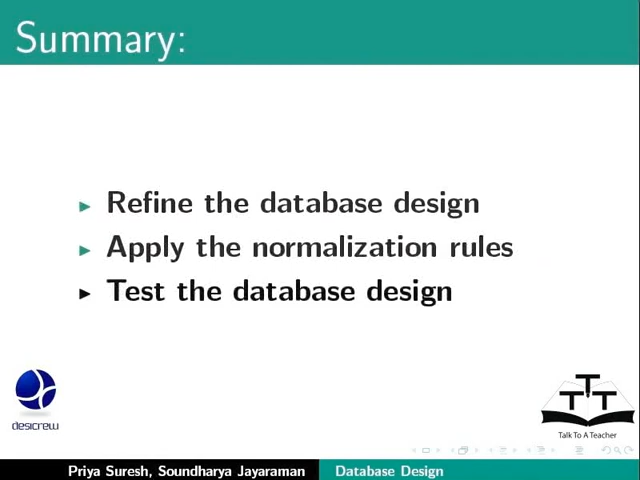 Summary:
Refine the database design
Apply the normalization rules
Test the database design
desicrew
T T T
Talk To A Teacher
Priya Suresh, Soundharya Jayaraman Database Design